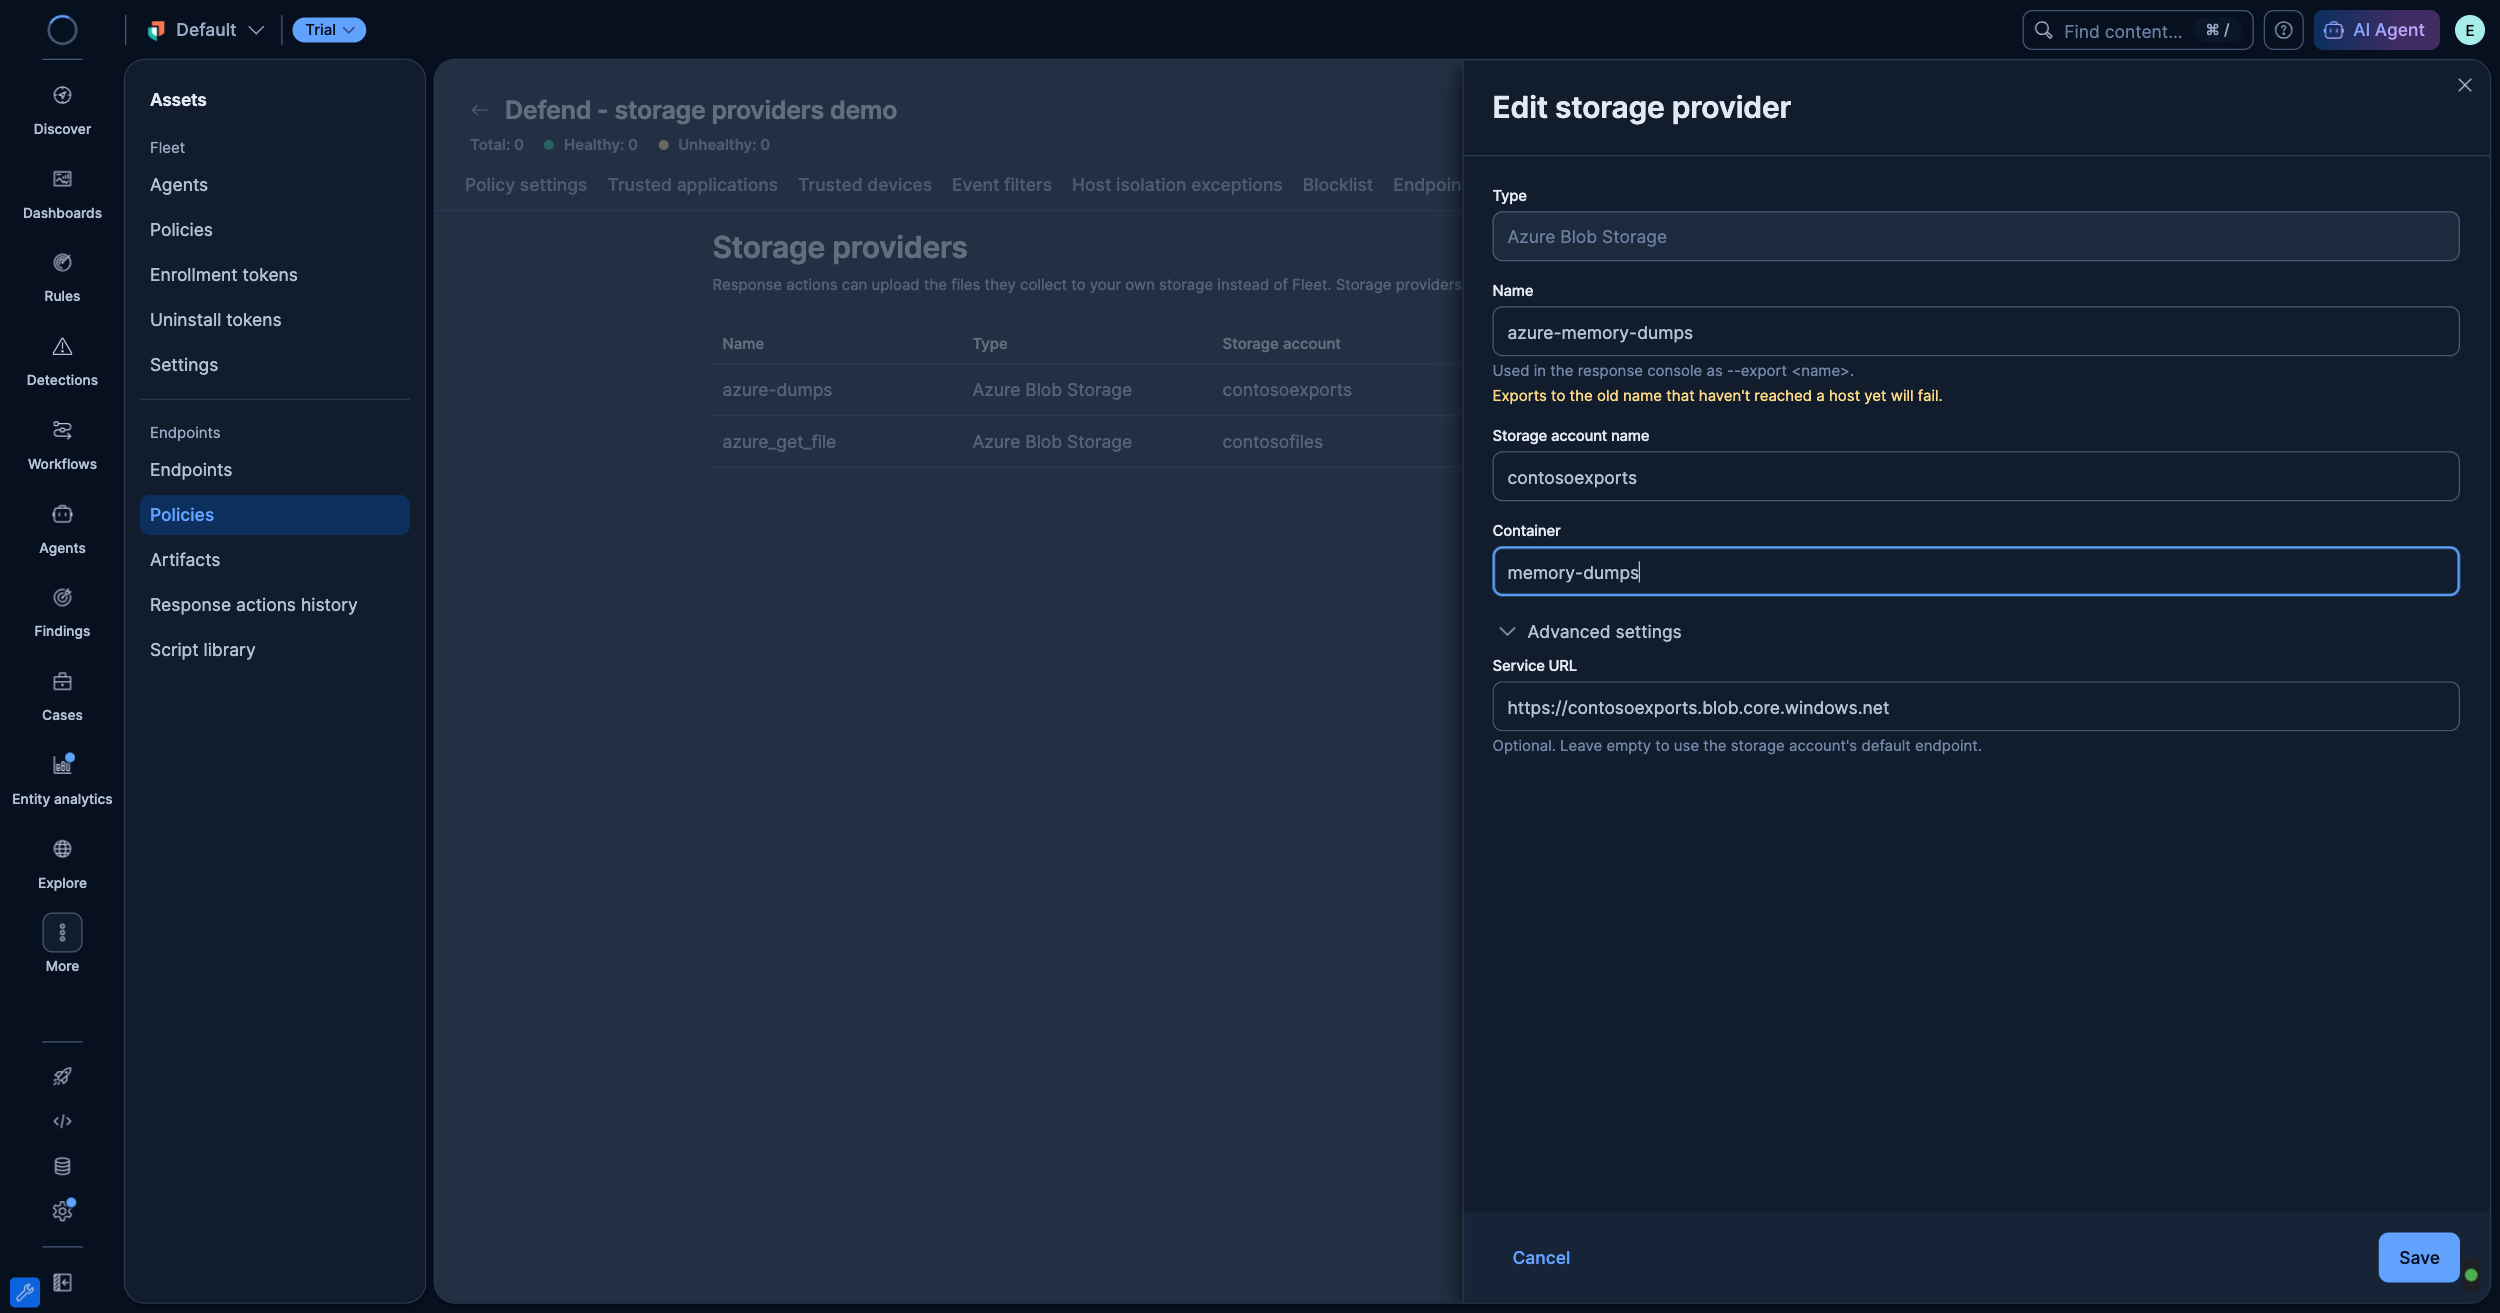 Default
Trial
Find content...
⌘ /
AI Agent
E
Discover
Dashboards
Rules
Detections
Workflows
Agents
Findings
Cases
Entity analytics
Explore
More
Assets
Fleet
Agents
Policies
Enrollment tokens
Uninstall tokens
Settings
Endpoints
Endpoints
Policies
Artifacts
Response actions history
Script library
Defend - storage providers demo
Total: 0 Healthy: 0 Unhealthy: 0
Policy settings Trusted applications Trusted devices Event filters Host isolation exceptions Blocklist Endpoin
Storage providers
Response actions can upload the files they collect to your own storage instead of Fleet. Storage providers
Name Type Storage account
azure-dumps Azure Blob Storage contosoexports
azure_get_file Azure Blob Storage contosofiles
Edit storage provider
Type
Azure Blob Storage
Name
azure-memory-dumps
Used in the response console as --export <name>.
Exports to the old name that haven't reached a host yet will fail.
Storage account name
contosoexports
Container
memory-dumps
Advanced settings
Service URL
https://contosoexports.blob.core.windows.net
Optional. Leave empty to use the storage account's default endpoint.
Cancel
Save